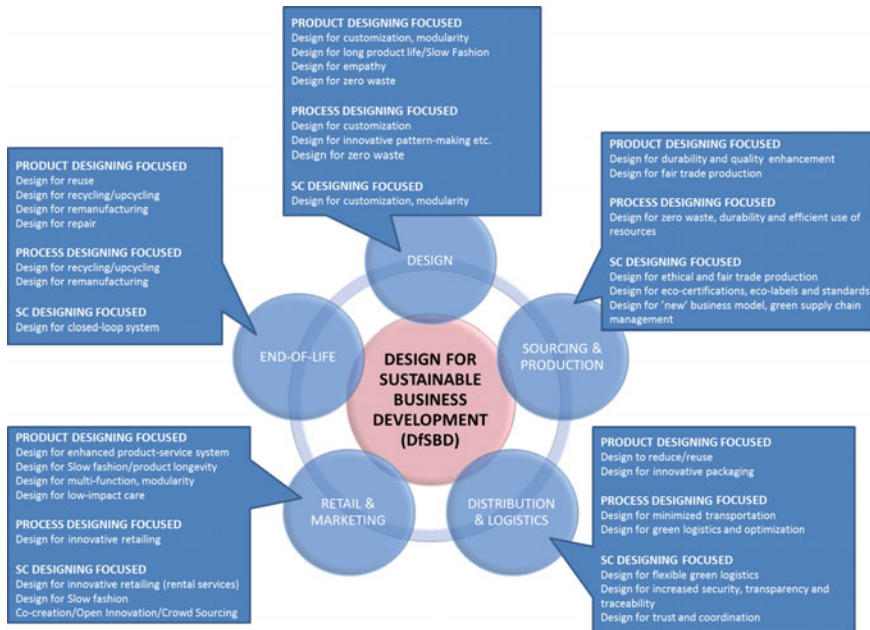 PRODUCT DESIGNING FOCUSED
Design for customization, modularity
Design for long product life/Slow Fashion
Design for empathy
Design for zero waste
PROCESS DESIGNING FOCUSED
Design for customization
Design for innovative pattern-making etc.
Design for zero waste
SC DESIGNING FOCUSED
Design for customization, modularity
PRODUCT DESIGNING FOCUSED
Design for reuse
Design for recycling/upcycling
Design for remanufacturing
Design for repair
PROCESS DESIGNING FOCUSED
Design for recycling/upcycling
Design for remanufacturing
SC DESIGNING FOCUSED
Design for closed-loop system
PRODUCT DESIGNING FOCUSED
Design for durability and quality enhancement
Design for fair trade production
PROCESS DESIGNING FOCUSED
Design for zero waste, durability and efficient use of
resources
SC DESIGNING FOCUSED
Design for ethical and fair trade production
Design for eco-certifications, eco-labels and standards
Design for 'new' business model, green supply chain
management
DESIGN
END-OF-LIFE
SOURCING &
PRODUCTION
DESIGN FOR
SUSTAINABLE
BUSINESS
DEVELOPMENT
(DfSBD)
RETAIL &
MARKETING
DISTRIBUTION
& LOGISTICS
PRODUCT DESIGNING FOCUSED
Design for enhanced product-service system
Design for Slow fashion/product longevity
Design for multi-function, modularity
Design for low-impact care
PROCESS DESIGNING FOCUSED
Design for innovative retailing
SC DESIGNING FOCUSED
Design for innovative retailing (rental services)
Design for Slow fashion
Co-creation/Open Innovation/Crowd Sourcing
PRODUCT DESIGNING FOCUSED
Design to reduce/reuse
Design for innovative packaging
PROCESS DESIGNING FOCUSED
Design for minimized transportation
Design for green logistics and optimization
SC DESIGNING FOCUSED
Design for flexible green logistics
Design for increased security, transparency and
traceability
Design for trust and coordination